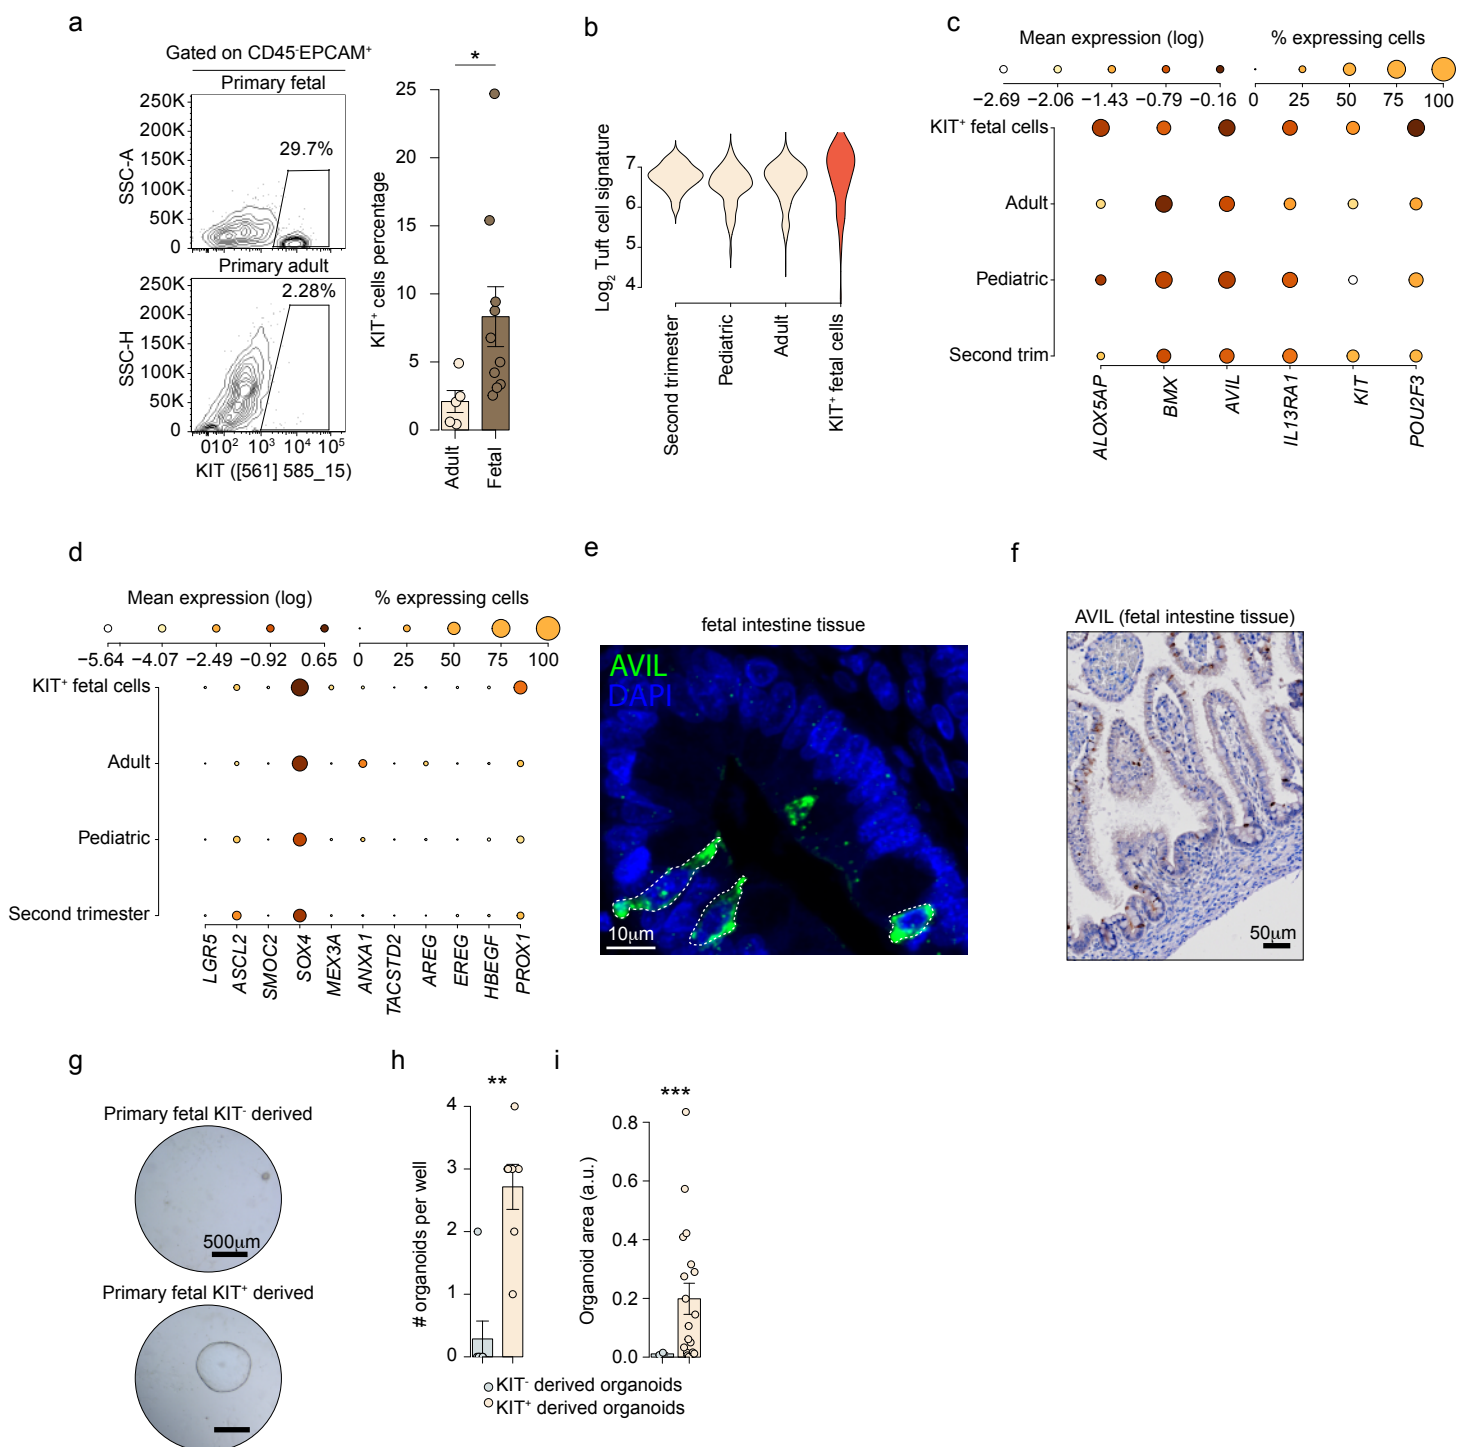 a
Gated on CD45-EPCAM+
Primary fetal
250K
200K
150K
100K
50K
0
SSC-A
29.7%
Primary adult
250K
200K
150K
100K
50K
0
SSC-H
2.28%
0 10² 10³ 10⁴ 10⁵
KIT ([561] 585_15)
*
25
20
15
10
5
0
KIT+ cells percentage
Adult
Fetal
b
Log2 Tuft cell signature
7
6
5
4
Second trimester
Pediatric
Adult
KIT+ fetal cells
c
Mean expression (log)
% expressing cells
−2.69 −2.06 −1.43 −0.79 −0.16
0 25 50 75 100
KIT+ fetal cells
Adult
Pediatric
Second trim
ALOX5AP
BMX
AVIL
IL13RA1
KIT
POU2F3
d
Mean expression (log)
% expressing cells
−5.64 −4.07 −2.49 −0.92 0.65
0 25 50 75 100
KIT+ fetal cells
Adult
Pediatric
Second trimester
LGR5
ASCL2
SMOC2
SOX4
MEX3A
ANXA1
TACSTD2
AREG
EREG
HBEGF
PROX1
e
fetal intestine tissue
AVIL
DAPI
10μm
f
AVIL (fetal intestine tissue)
50μm
g
Primary fetal KIT- derived
500μm
Primary fetal KIT+ derived
h
**
4
3
2
1
0
# organoids per well
i
***
0.8
0.6
0.4
0.2
0.0
Organoid area (a.u.)
KIT- derived organoids
KIT+ derived organoids